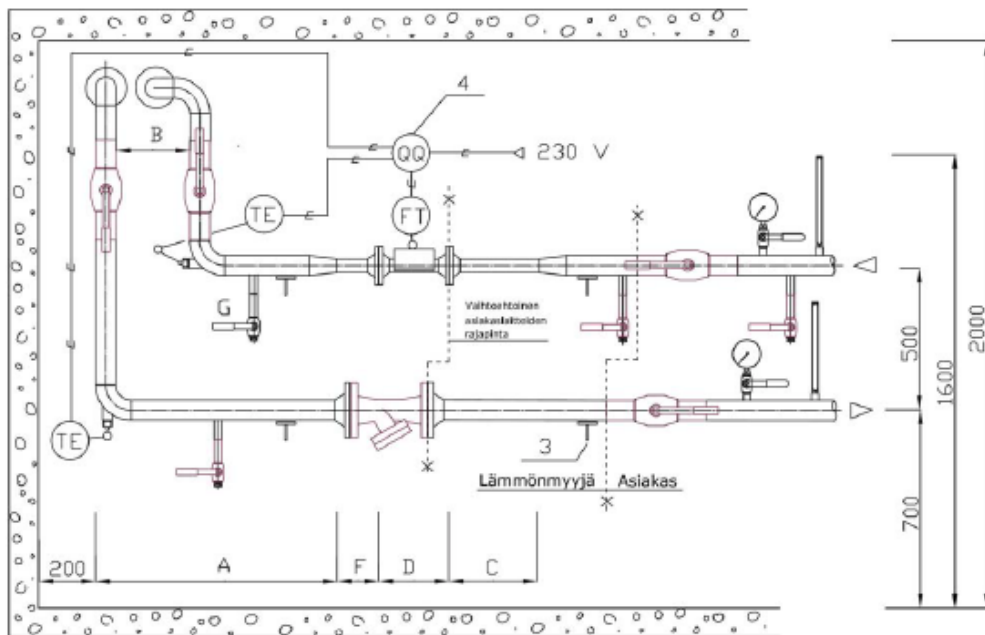 4
B
QQ
230 V
TE
FT
G
Vaihtoehtoinen
asiakaslaitteiden
rajapinta
500
1600
2000
TE
3
Lämmönmyyjä
Asiakas
700
200
A
F
D
C